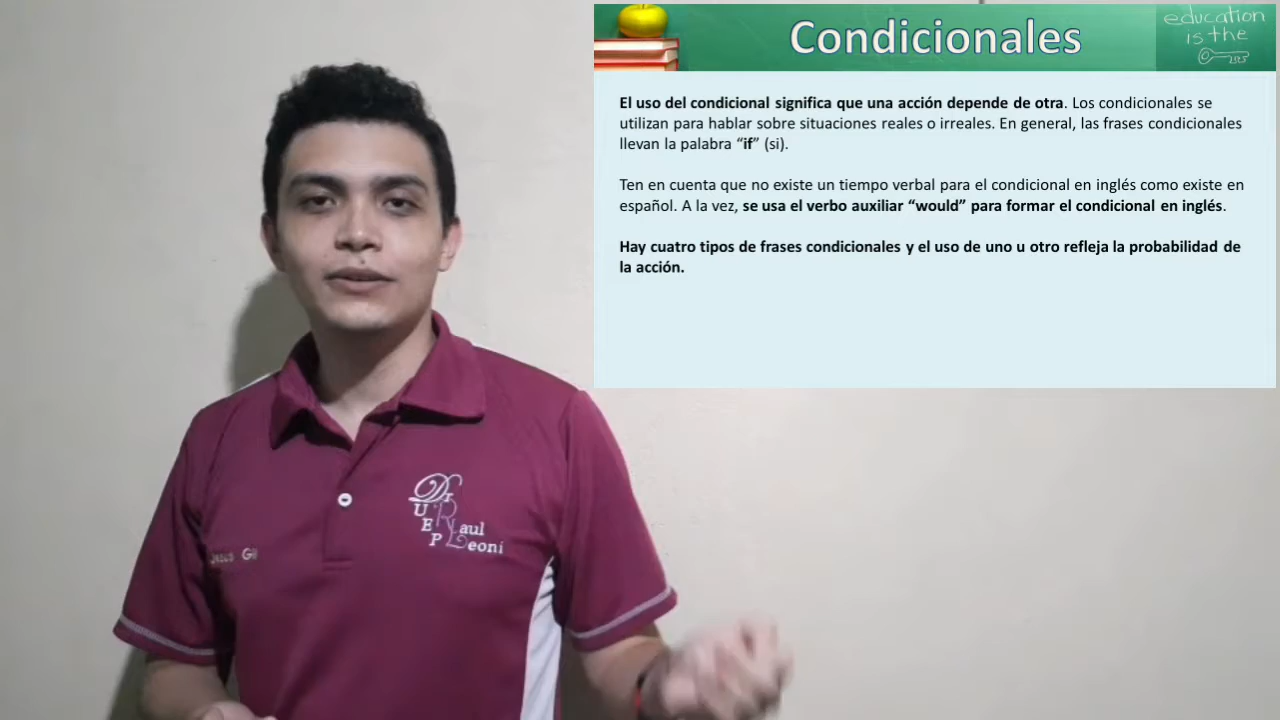 Condicionales
education
is the
El uso del condicional significa que una acción depende de otra. Los condicionales se
utilizan para hablar sobre situaciones reales o irreales. En general, las frases condicionales
llevan la palabra “if” (si).
Ten en cuenta que no existe un tiempo verbal para el condicional en inglés como existe en
español. A la vez, se usa el verbo auxiliar “would” para formar el condicional en inglés.
Hay cuatro tipos de frases condicionales y el uso de uno u otro refleja la probabilidad de
la acción.
Dr
U R
E aul
P Leoni
Gil